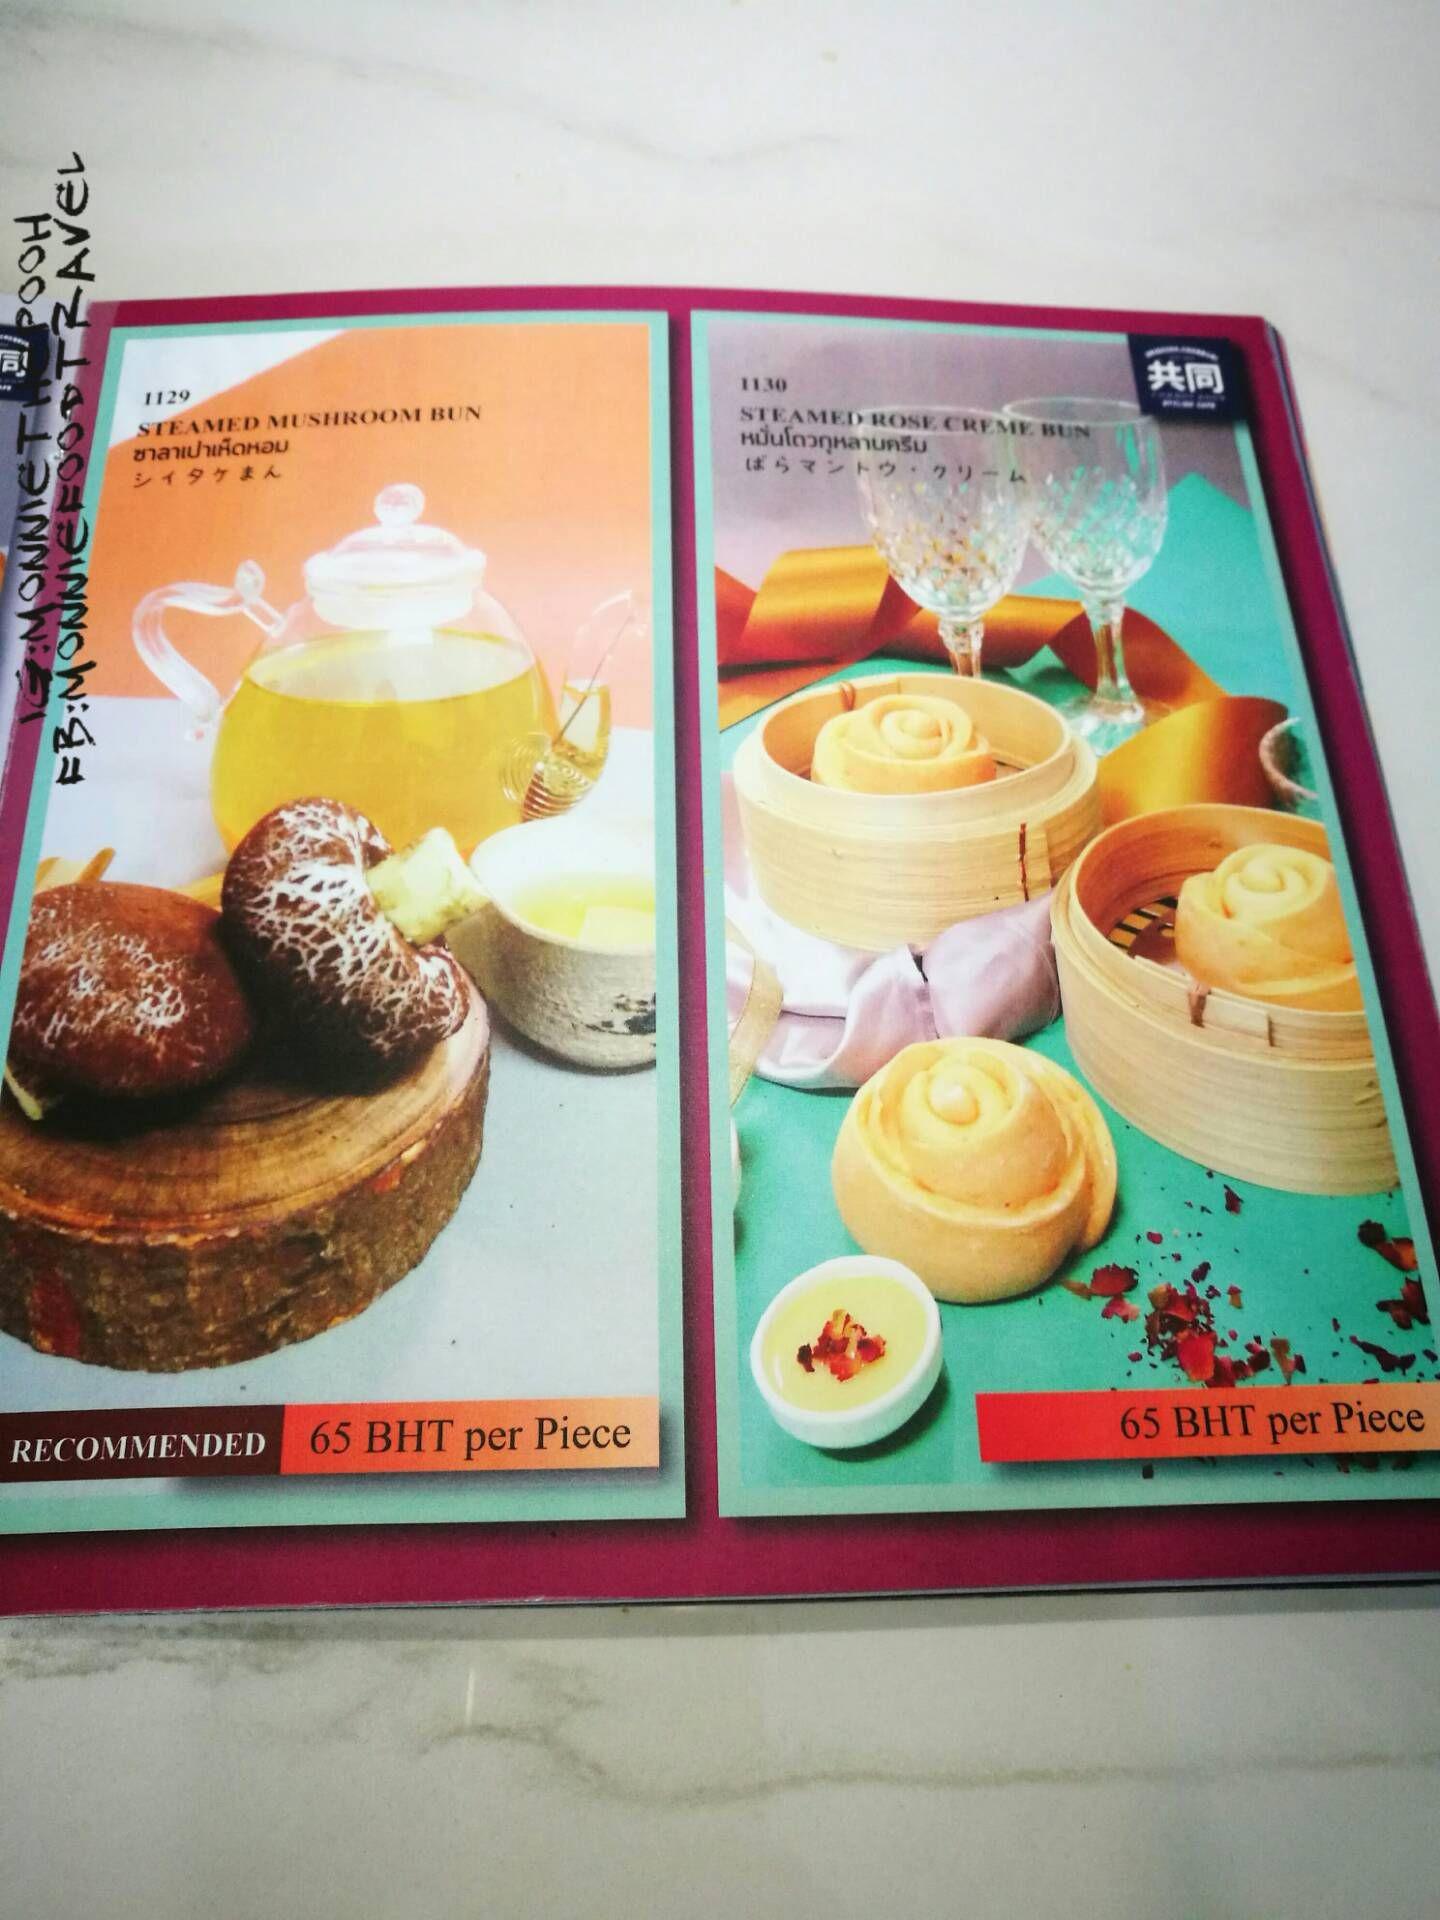 IG:MONNIETHEPOOH
FB:MONNIEFOODTRAVEL
同
1129
STEAMED MUSHROOM BUN
ซาลาเปาเห็ดหอม
シイタケまん
RECOMMENDED
65 BHT per Piece
共同
1130
STEAMED ROSE CREME BUN
หมั่นโถวกุหลาบครีม
ばらマントウ・クリーム
65 BHT per Piece